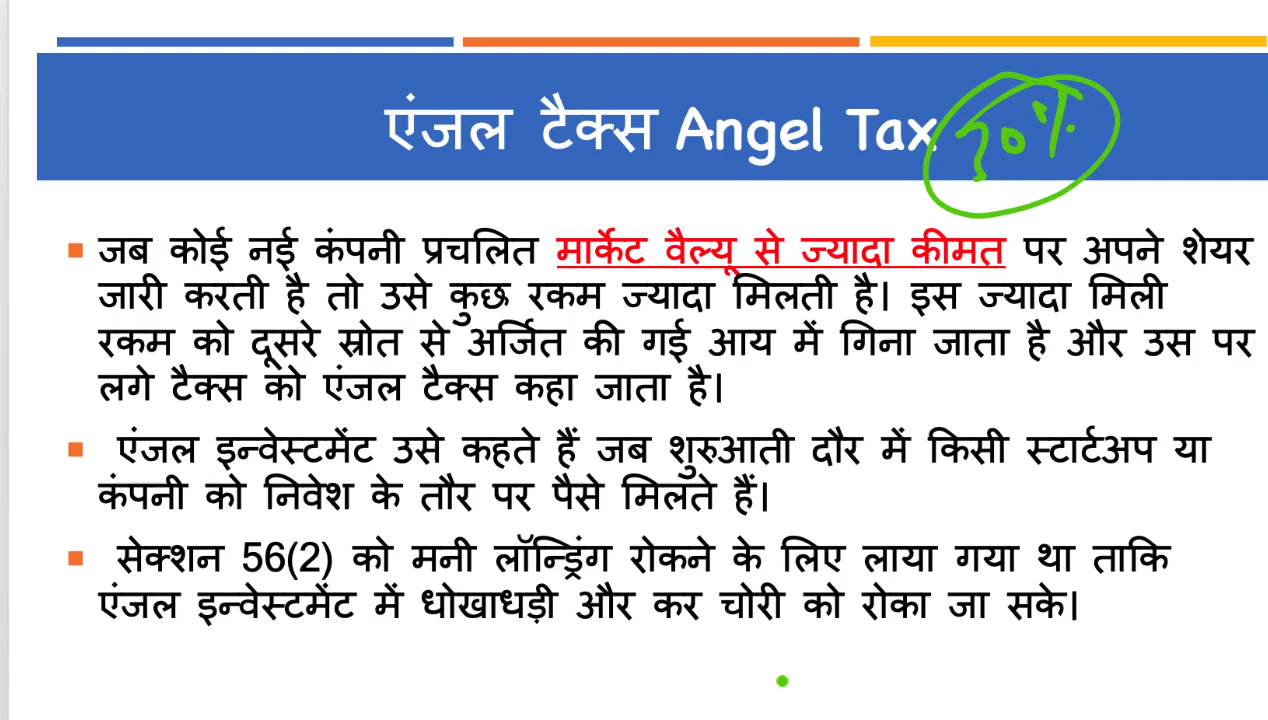 एंजल टैक्स Angel Tax 30%
जब कोई नई कंपनी प्रचलित मार्केट वैल्यू से ज्यादा कीमत पर अपने शेयर
जारी करती है तो उसे कुछ रकम ज्यादा मिलती है। इस ज्यादा मिली
रकम को दूसरे स्रोत से अर्जित की गई आय में गिना जाता है और उस पर
लगे टैक्स को एंजल टैक्स कहा जाता है।
एंजल इन्वेस्टमेंट उसे कहते हैं जब शुरुआती दौर में किसी स्टार्टअप या
कंपनी को निवेश के तौर पर पैसे मिलते हैं।
सेक्शन 56(2) को मनी लॉन्ड्रिंग रोकने के लिए लाया गया था ताकि
एंजल इन्वेस्टमेंट में धोखाधड़ी और कर चोरी को रोका जा सके।